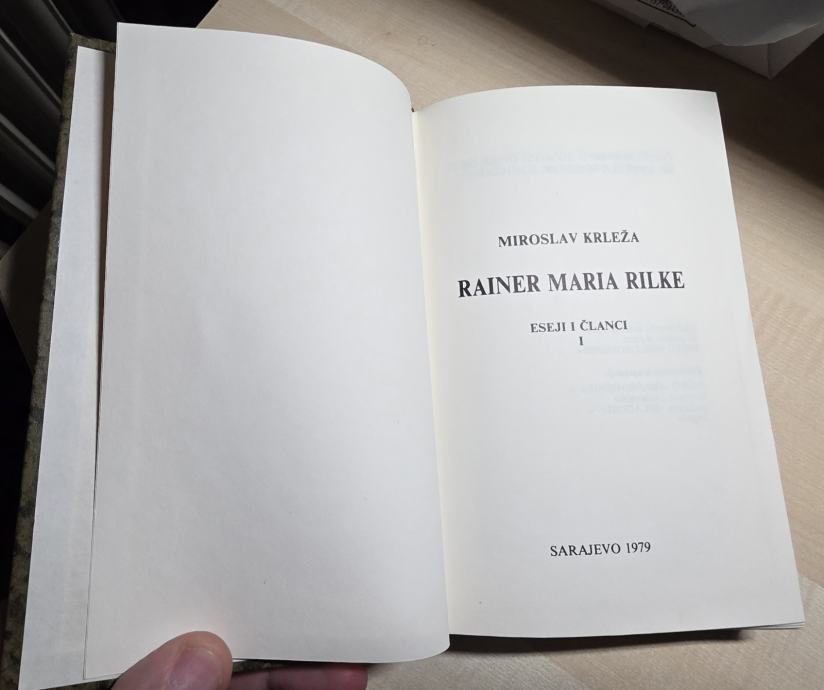 MIROSLAV KRLEŽA
RAINER MARIA RILKE
ESEJI I ČLANCI
I
SARAJEVO 1979